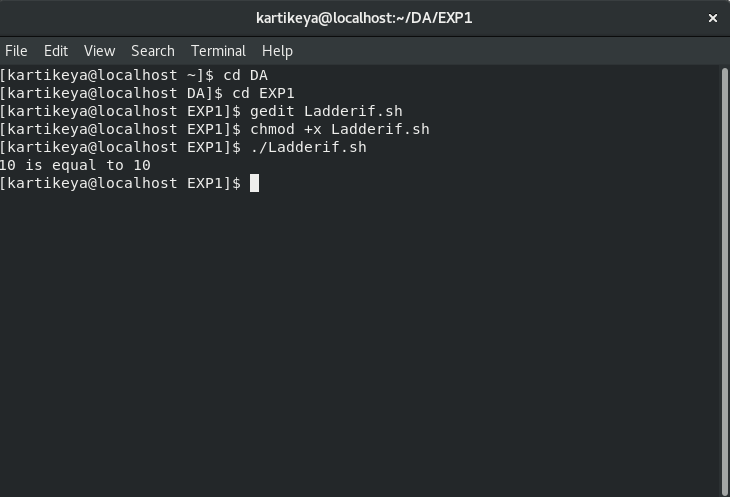 kartikeya@localhost:~/DA/EXP1
File Edit View Search Terminal Help
[kartikeya@localhost ~]$ cd DA
[kartikeya@localhost DA]$ cd EXP1
[kartikeya@localhost EXP1]$ gedit Ladderif.sh
[kartikeya@localhost EXP1]$ chmod +x Ladderif.sh
[kartikeya@localhost EXP1]$ ./Ladderif.sh
10 is equal to 10
[kartikeya@localhost EXP1]$